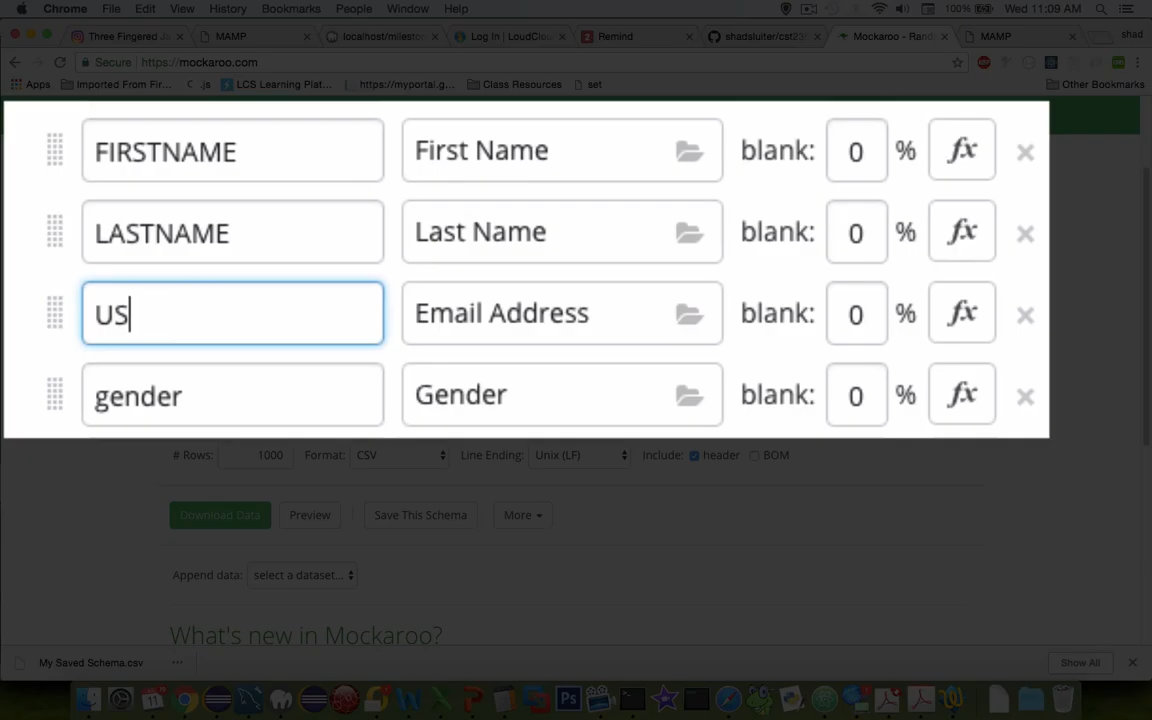 Chrome File Edit View History Bookmarks People Window Help 100% Wed 11:09 AM
Three Fingered Ju MAMP localhost/milesto Log In | LoudClou Remind shadsluiter/cst23 Mockaroo - Ran MAMP shad
Secure https://mockaroo.com
Apps Imported From Fir... .js LCS Learning Plat... https://myportal.g... Class Resources set Other Bookmarks
FIRSTNAME First Name blank: 0 % fx
LASTNAME Last Name blank: 0 % fx
US Email Address blank: 0 % fx
gender Gender blank: 0 % fx
# Rows: 1000 Format: CSV Line Ending: Unix (LF) Include: header BOM
Download Data Preview Save This Schema More
Append data: select a dataset...
What's new in Mockaroo?
My Saved Schema.csv Show All